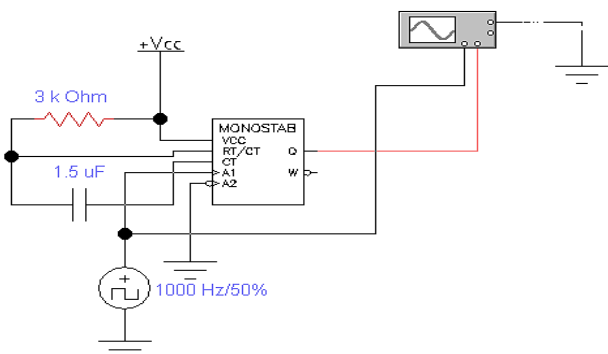 +Vcc
3 k Ohm
MONOSTAB
VCC
RT/CT Q
1.5 uF
CT
A1 W
A2
+
1000 Hz/50%